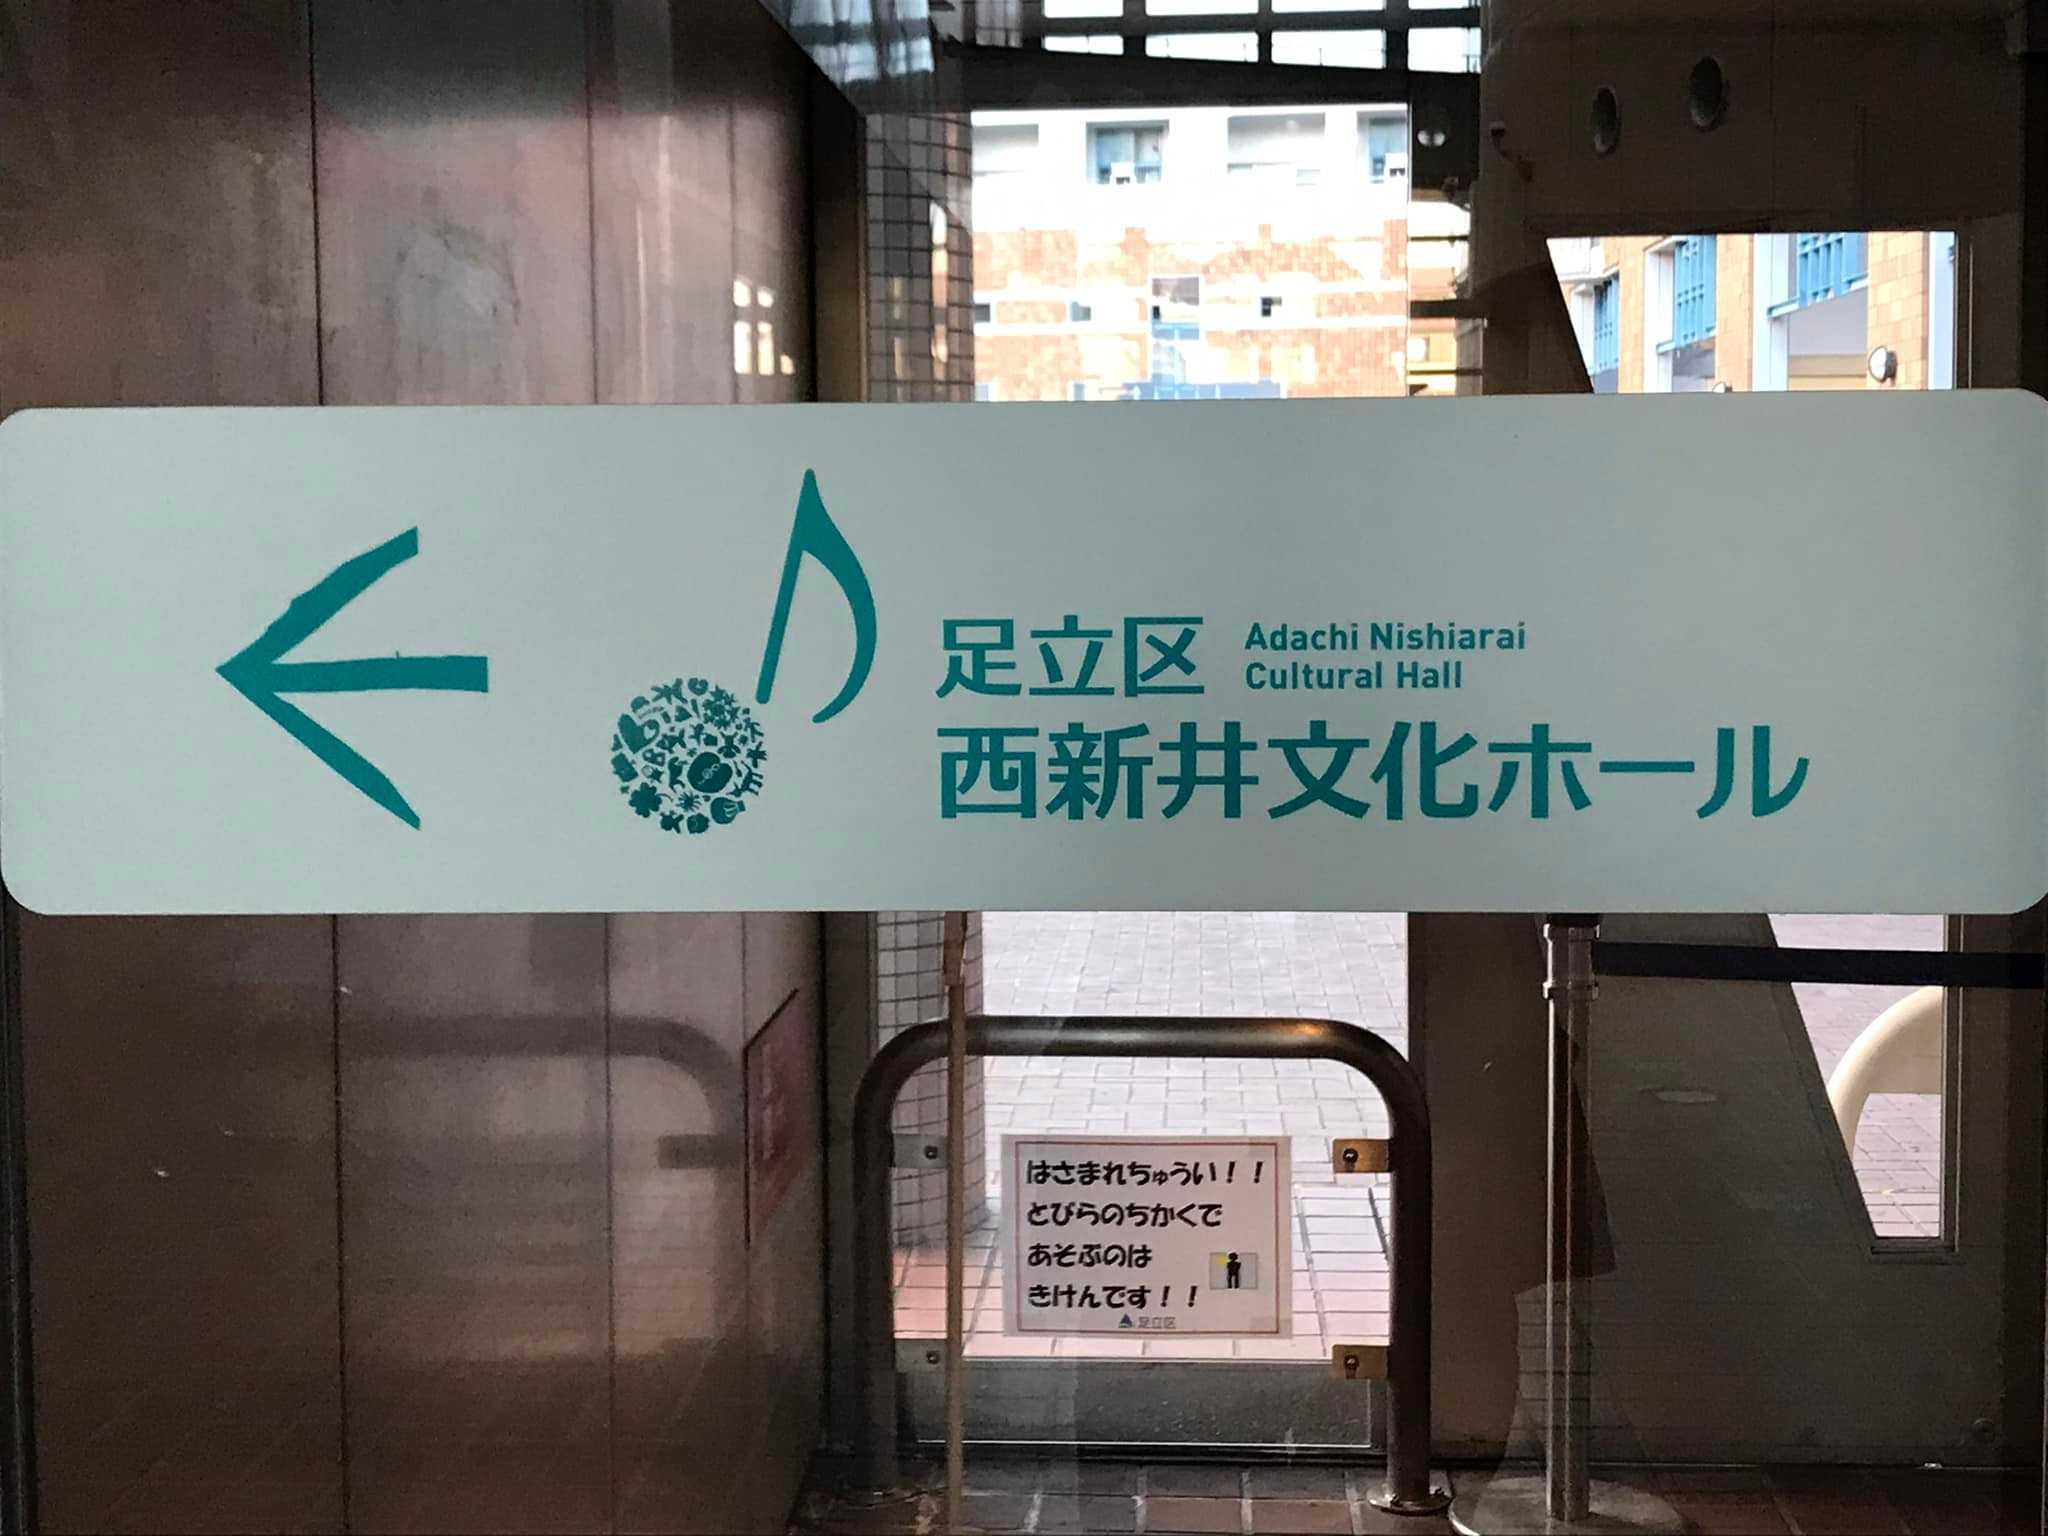 足立区
Adachi Nishiarai
Cultural Hall
西新井文化ホール
はさまれちゅうい！！
とびらのちかくで
あそぶのは
きけんです！！
足立区